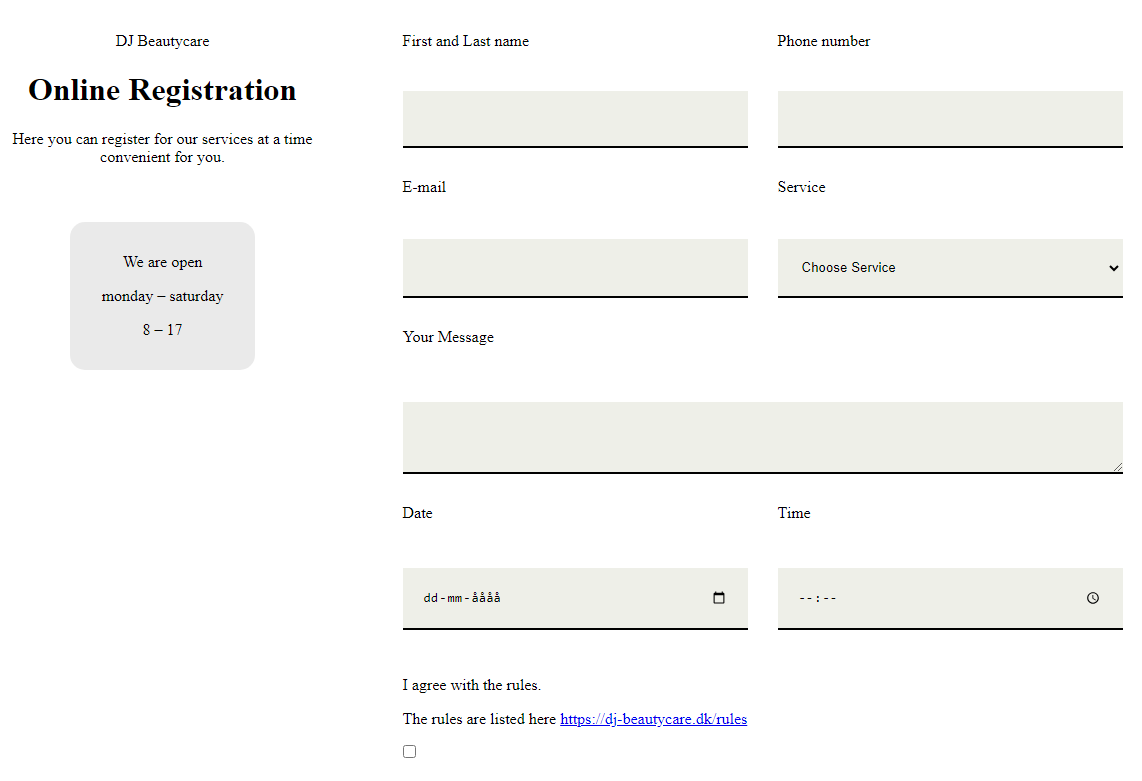 DJ Beautycare
Online Registration
Here you can register for our services at a time
convenient for you.
We are open
monday – saturday
8 – 17
First and Last name
Phone number
E-mail
Service
Choose Service
Your Message
Date
Time
dd-mm-åååå
--:--
I agree with the rules.
The rules are listed here https://dj-beautycare.dk/rules